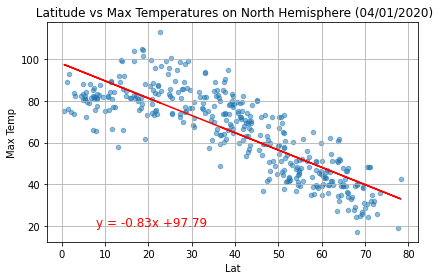 Latitude vs Max Temperatures on North Hemisphere (04/01/2020)
100
80
60
40
20
Max Temp
y = -0.83x +97.79
0 10 20 30 40 50 60 70 80
Lat